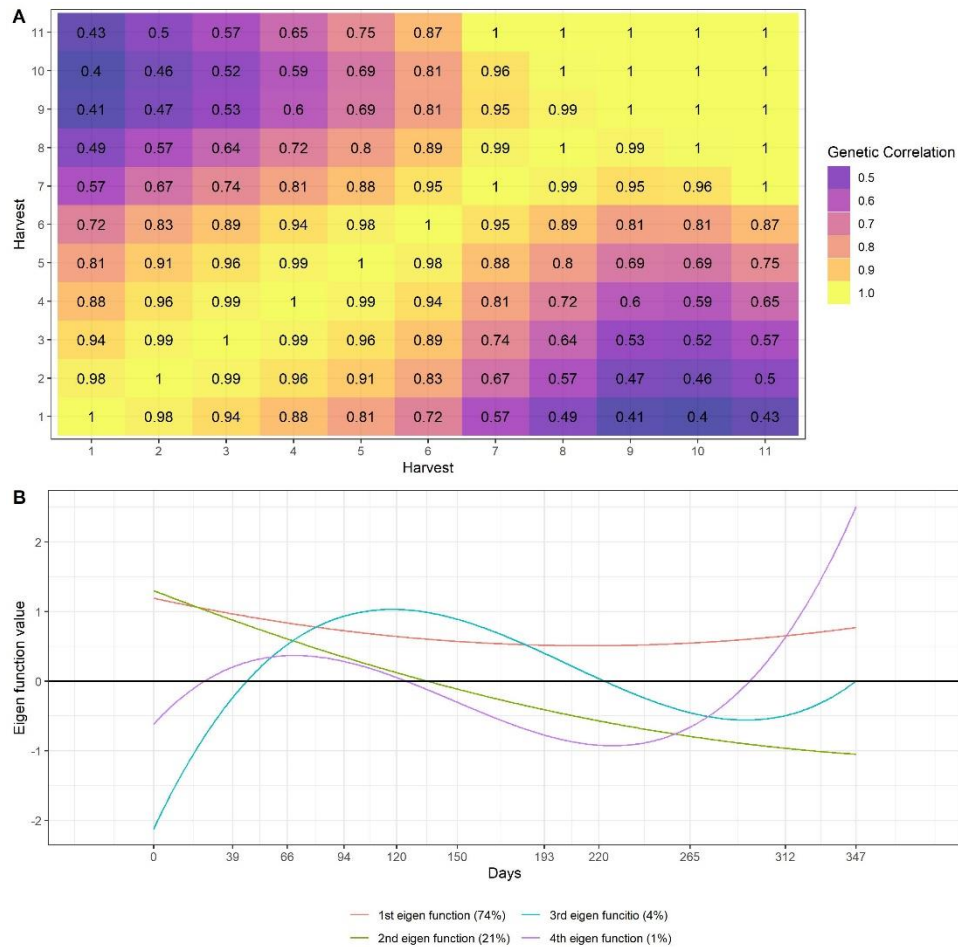 A
11 0.43 0.5 0.57 0.65 0.75 0.87 1 1 1 1 1
10 0.4 0.46 0.52 0.59 0.69 0.81 0.96 1 1 1 1
9 0.41 0.47 0.53 0.6 0.69 0.81 0.95 0.99 1 1 1
8 0.49 0.57 0.64 0.72 0.8 0.89 0.99 1 0.99 1 1
7 0.57 0.67 0.74 0.81 0.88 0.95 1 0.99 0.95 0.96 1
6 0.72 0.83 0.89 0.94 0.98 1 0.95 0.89 0.81 0.81 0.87
5 0.81 0.91 0.96 0.99 1 0.98 0.88 0.8 0.69 0.69 0.75
4 0.88 0.96 0.99 1 0.99 0.94 0.81 0.72 0.6 0.59 0.65
3 0.94 0.99 1 0.99 0.96 0.89 0.74 0.64 0.53 0.52 0.57
2 0.98 1 0.99 0.96 0.91 0.83 0.67 0.57 0.47 0.46 0.5
1 1 0.98 0.94 0.88 0.81 0.72 0.57 0.49 0.41 0.4 0.43
1 2 3 4 5 6 7 8 9 10 11
Harvest
Harvest
Genetic Correlation
0.5
0.6
0.7
0.8
0.9
1.0
B
Eigen function value
2
1
0
-1
-2
0 39 66 94 120 150 193 220 265 312 347
Days
1st eigen function (74%) 3rd eigen functio (4%)
2nd eigen function (21%) 4th eigen function (1%)